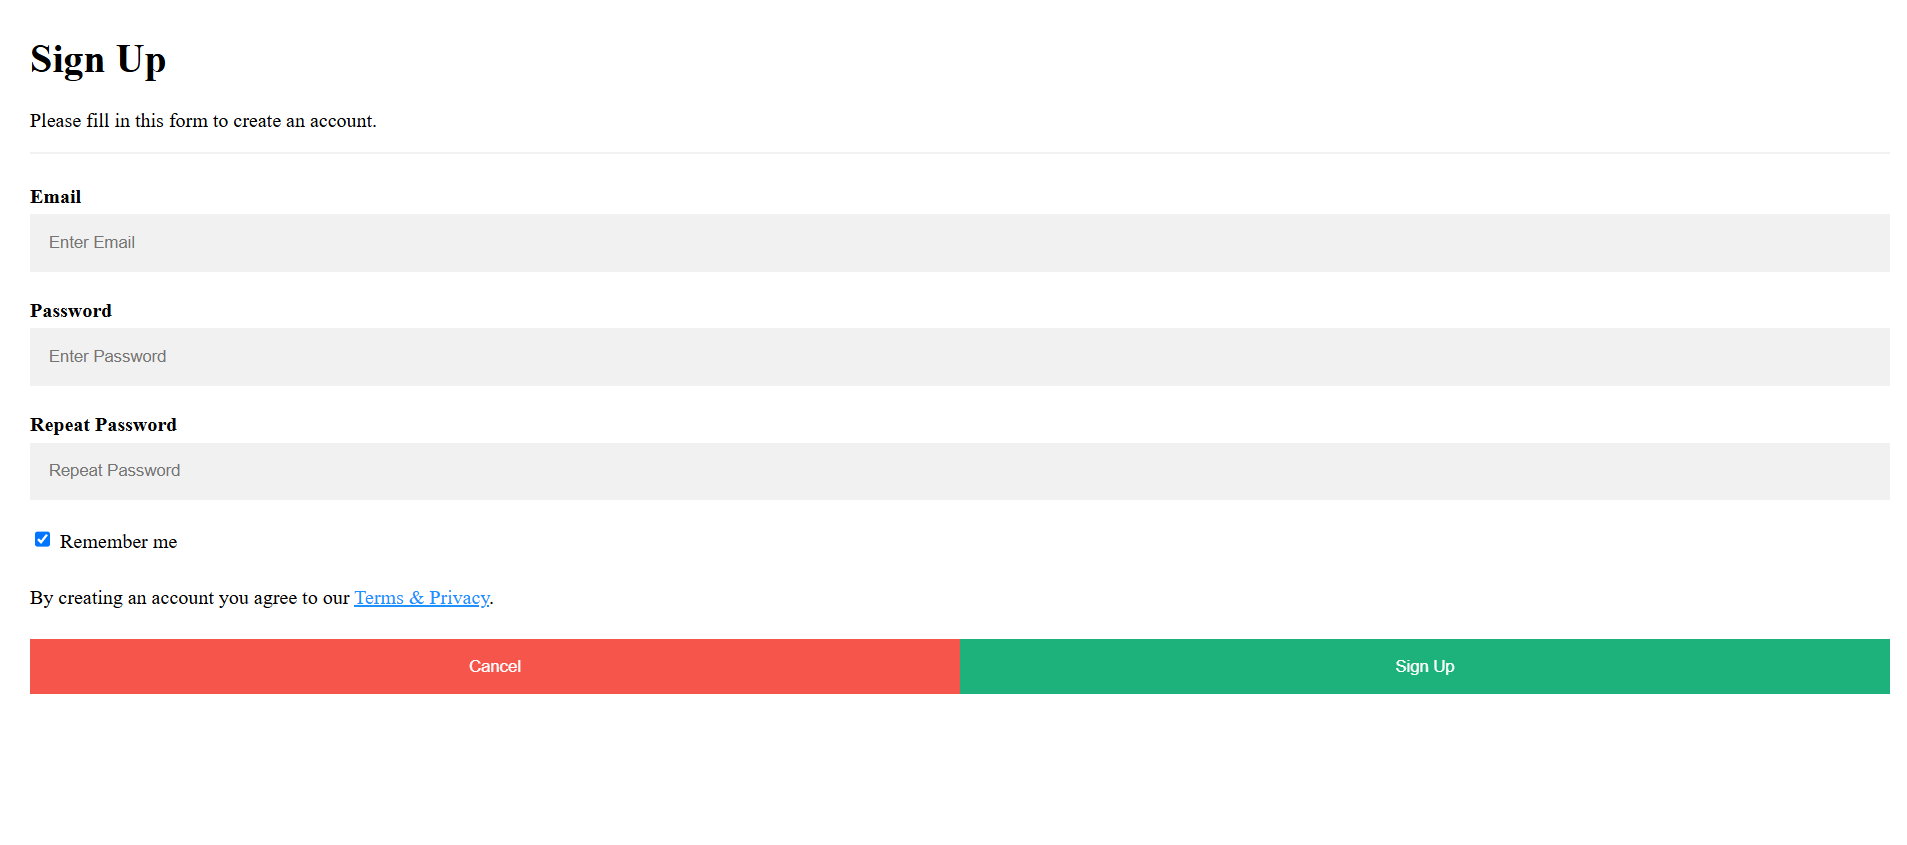 Sign Up
Please fill in this form to create an account.
Email
Enter Email
Password
Enter Password
Repeat Password
Repeat Password
Remember me
By creating an account you agree to our Terms & Privacy.
Cancel
Sign Up